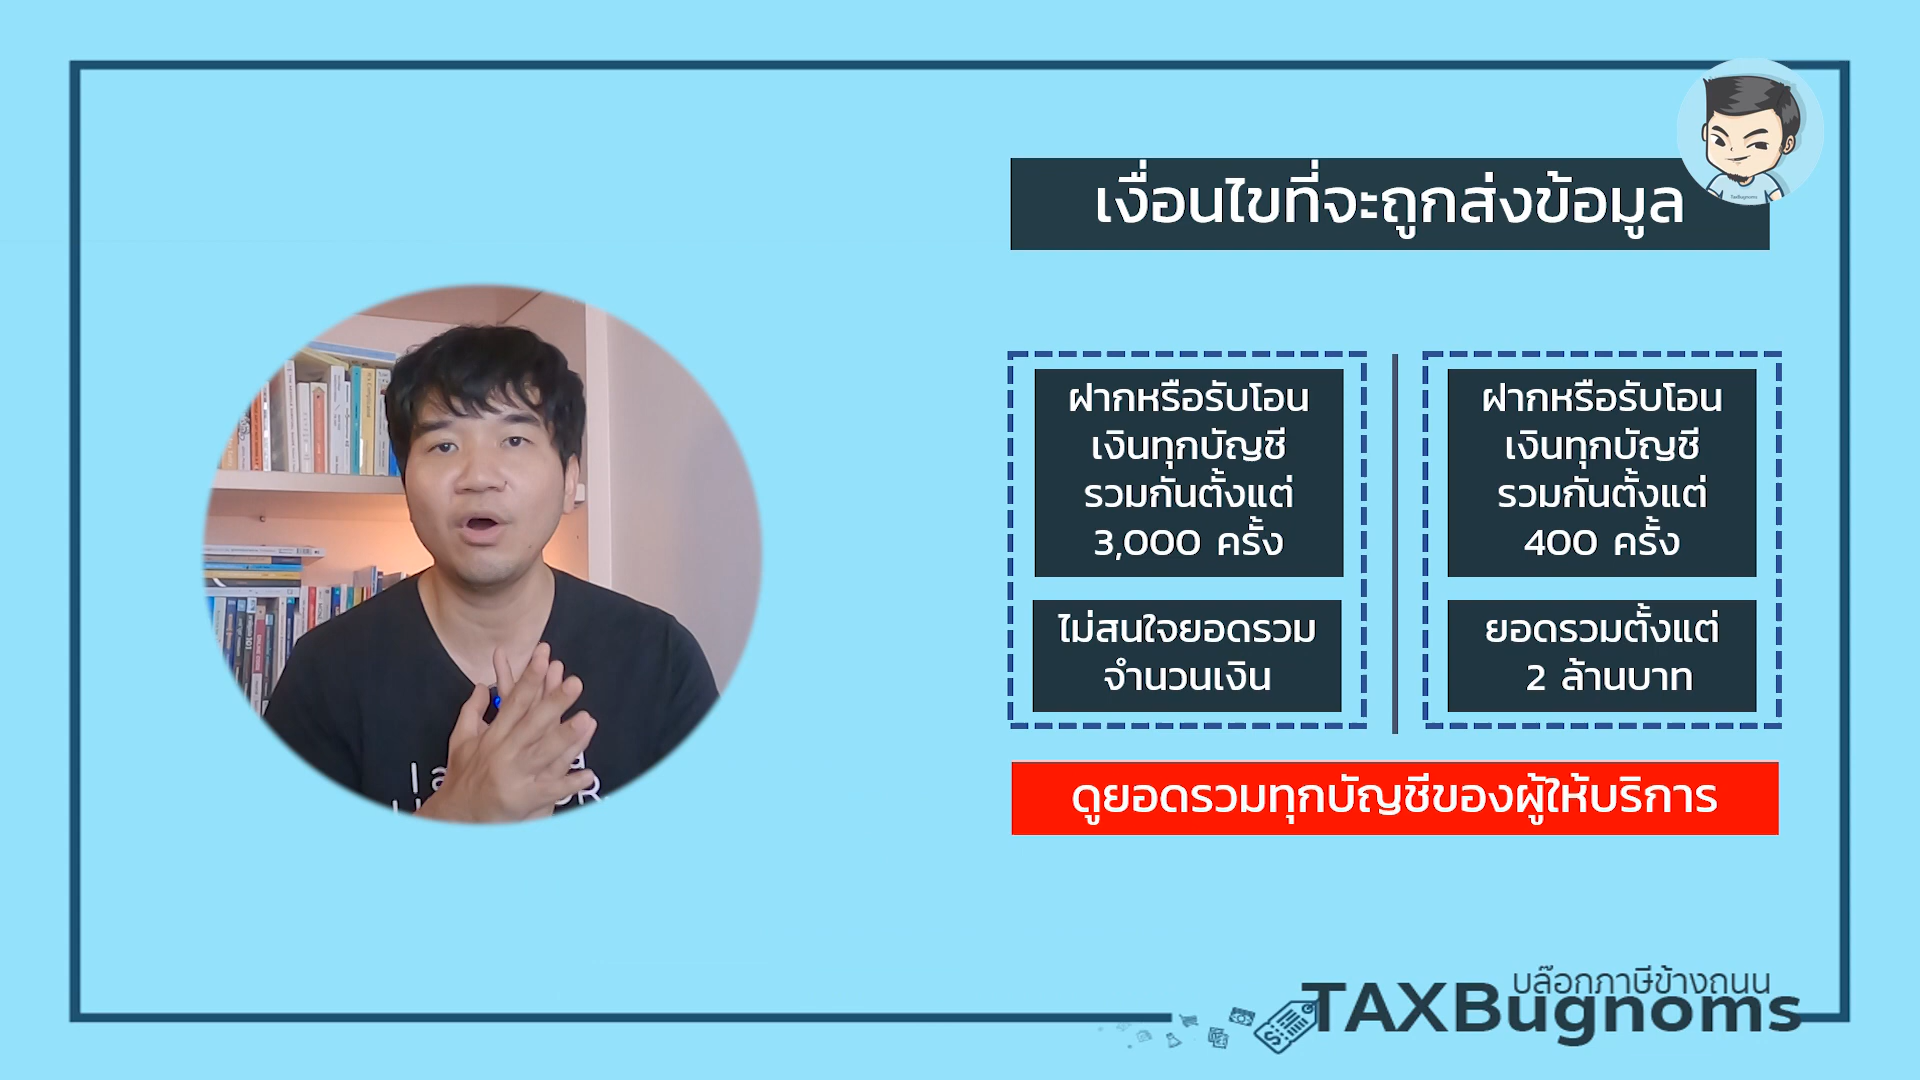 เงื่อนไขที่จะถูกส่งข้อมูล
ฝากหรือรับโอน
เงินทุกบัญชี
รวมกันตั้งแต่
3,000 ครั้ง
ไม่สนใจยอดรวม
จำนวนเงิน
ฝากหรือรับโอน
เงินทุกบัญชี
รวมกันตั้งแต่
400 ครั้ง
ยอดรวมตั้งแต่
2 ล้านบาท
ดูยอดรวมทุกบัญชีของผู้ให้บริการ
บล๊อกภาษีข้างถนน
TAXBugnoms